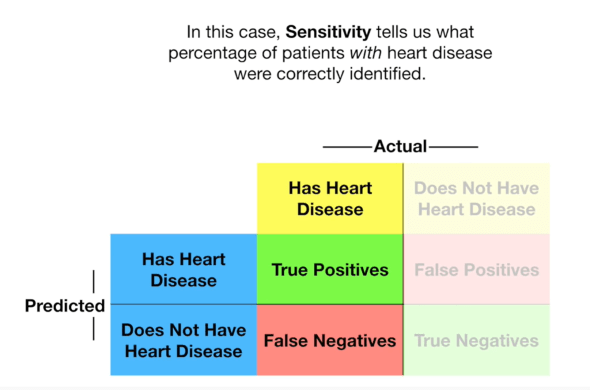 In this case, Sensitivity tells us what
percentage of patients with heart disease
were correctly identified.
Actual
Has Heart
Disease
Does Not Have
Heart Disease
Predicted
Has Heart
Disease
True Positives
False Positives
Does Not Have
Heart Disease
False Negatives
True Negatives